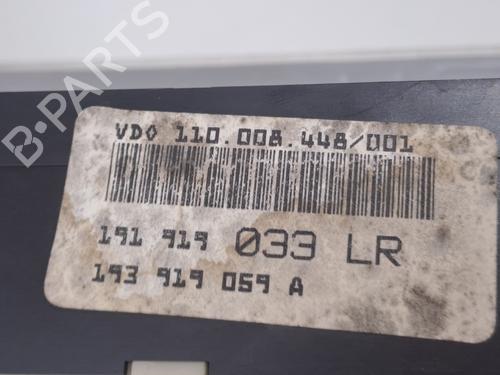 VDO 110.008.448/001
191 919 033 LR
193 919 059 A
B-PARTS